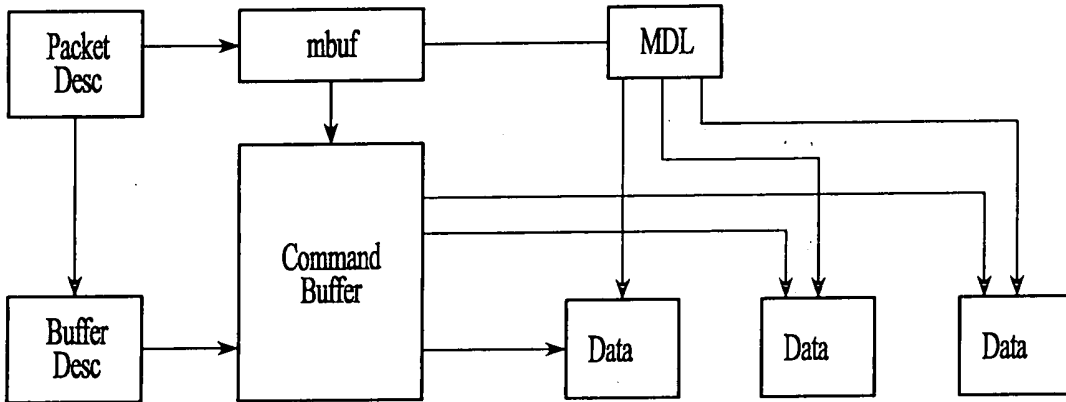 Packet
Desc
mbuf
MDL
Command
Buffer
Buffer
Desc
Data
Data
Data